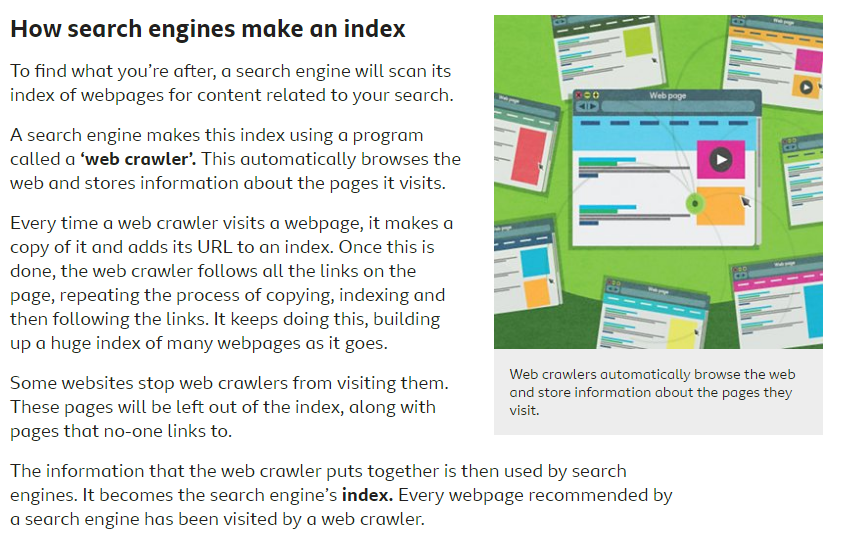 How search engines make an index
To find what you're after, a search engine will scan its
index of webpages for content related to your search.
A search engine makes this index using a program
called a ‘web crawler’. This automatically browses the
web and stores information about the pages it visits.
Every time a web crawler visits a webpage, it makes a
copy of it and adds its URL to an index. Once this is
done, the web crawler follows all the links on the
page, repeating the process of copying, indexing and
then following the links. It keeps doing this, building
up a huge index of many webpages as it goes.
Some websites stop web crawlers from visiting them.
These pages will be left out of the index, along with
pages that no-one links to.
The information that the web crawler puts together is then used by search
engines. It becomes the search engine's index. Every webpage recommended by
a search engine has been visited by a web crawler.
Web page
Web page
Web page
Web page
Web page
Web crawlers automatically browse the web
and store information about the pages they
visit.